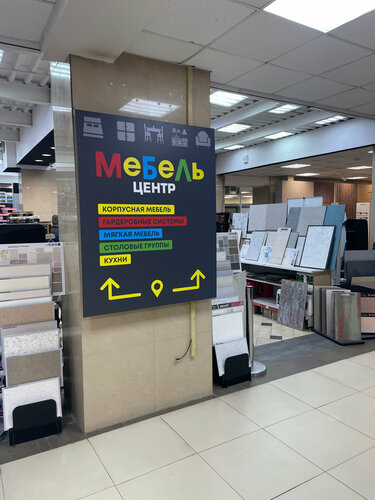 МЕБЕЛЬ
ЦЕНТР
КОРПУСНАЯ МЕБЕЛЬ
ГАРДЕРОБНЫЕ СИСТЕМЫ
МЯГКАЯ МЕБЕЛЬ
СТОЛОВЫЕ ГРУППЫ
КУХНИ